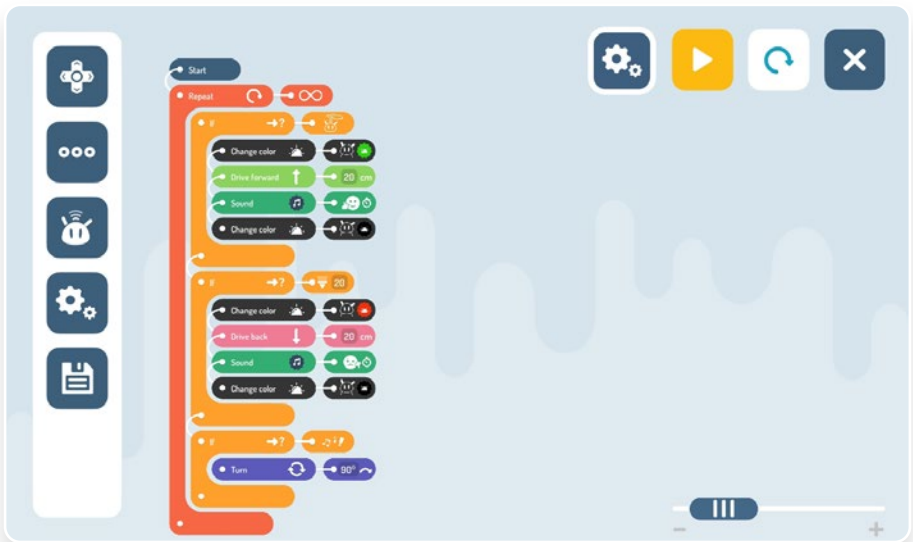 Start
Repeat
If →?
Change color
Drive forward 20 cm
Sound
Change color
If →? 20
Change color
Drive back 20 cm
Sound
Change color
If →?
Turn 90°